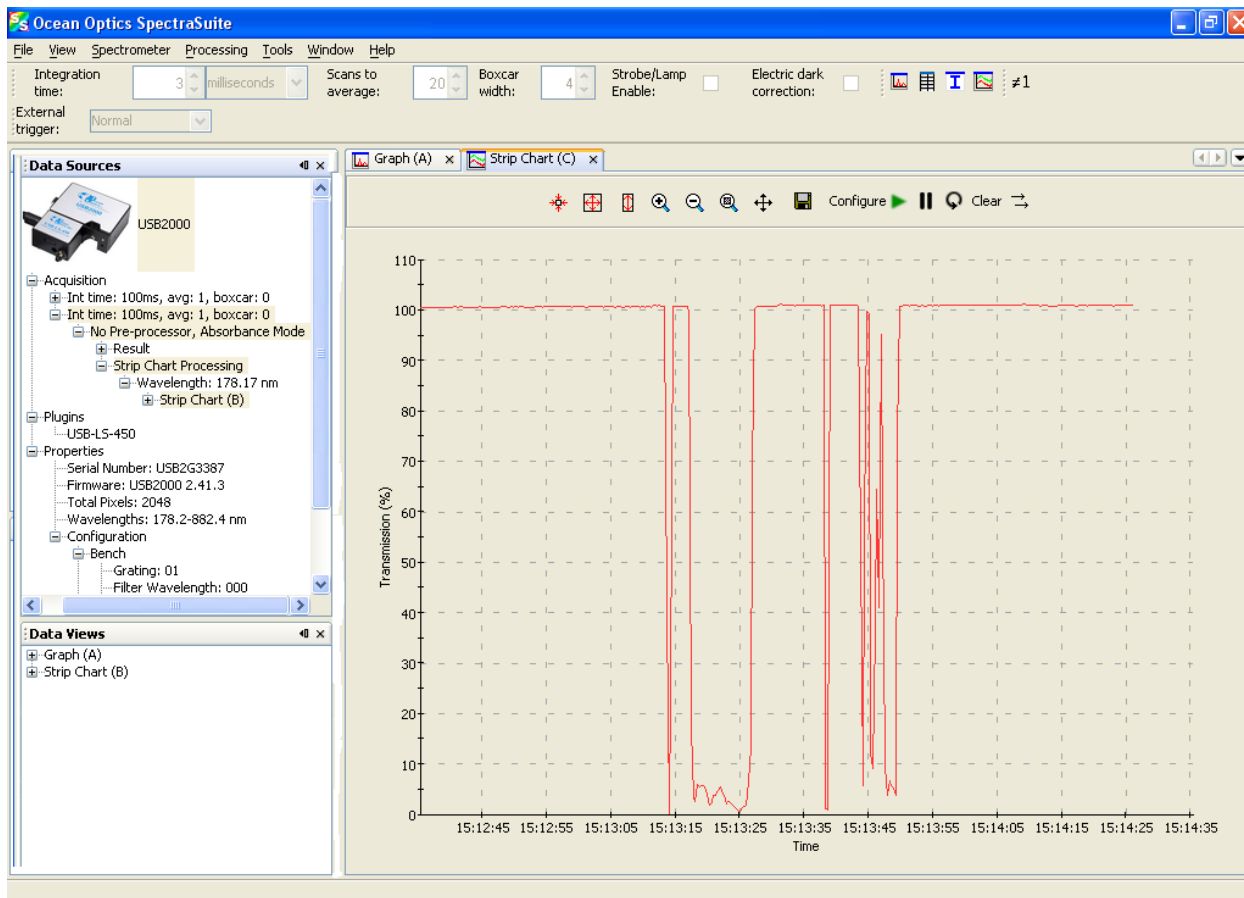 Ocean Optics SpectraSuite
File View Spectrometer Processing Tools Window Help
Integration time: 3 milliseconds Scans to average: 20 Boxcar width: 4 Strobe/Lamp Enable: Electric dark correction: ≠1
External trigger: Normal
Data Sources
USB2000
Acquisition
Int time: 100ms, avg: 1, boxcar: 0
Int time: 100ms, avg: 1, boxcar: 0
No Pre-processor, Absorbance Mode
Result
Strip Chart Processing
Wavelength: 178.17 nm
Strip Chart (B)
Plugins
USB-LS-450
Properties
Serial Number: USB2G3387
Firmware: USB2000 2.41.3
Total Pixels: 2048
Wavelengths: 178.2-882.4 nm
Configuration
Bench
Grating: 01
Filter Wavelength: 000
Data Views
Graph (A)
Strip Chart (B)
Graph (A) Strip Chart (C)
Configure Clear
110
100
90
80
70
60
50
40
30
20
10
0
Transmission (%)
15:12:45 15:12:55 15:13:05 15:13:15 15:13:25 15:13:35 15:13:45 15:13:55 15:14:05 15:14:15 15:14:25 15:14:35
Time